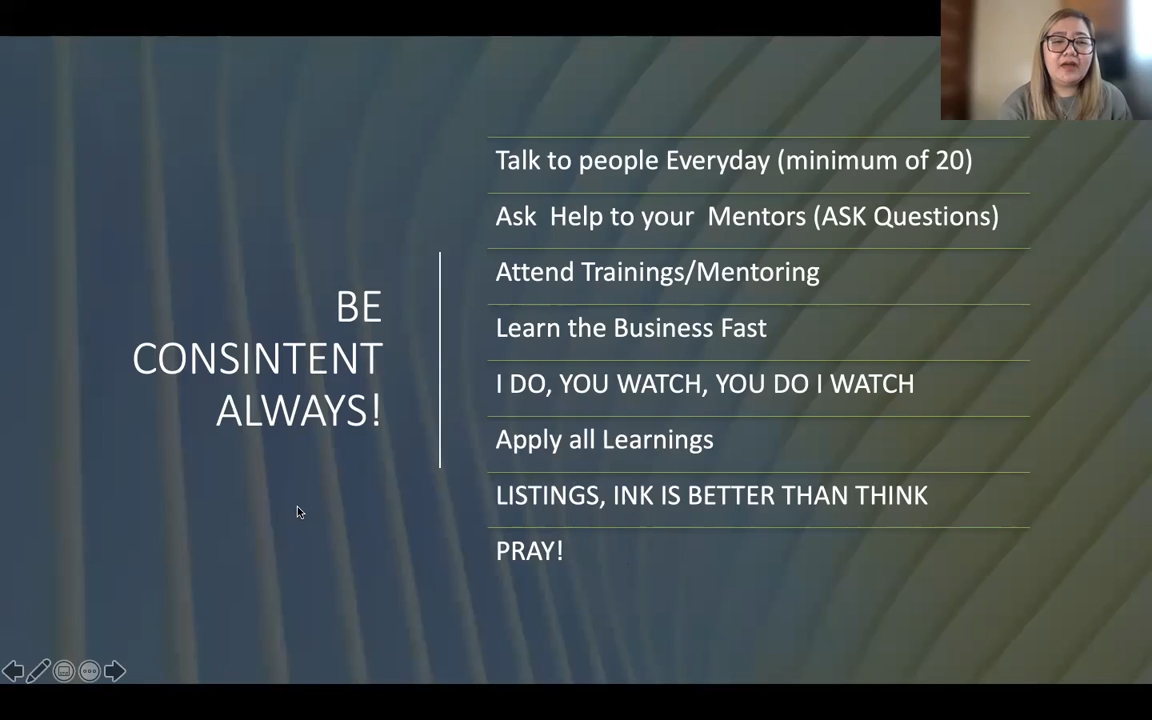 BE
CONSINTENT
ALWAYS!
Talk to people Everyday (minimum of 20)
Ask  Help to your  Mentors (ASK Questions)
Attend Trainings/Mentoring
Learn the Business Fast
I DO, YOU WATCH, YOU DO I WATCH
Apply all Learnings
LISTINGS, INK IS BETTER THAN THINK
PRAY!